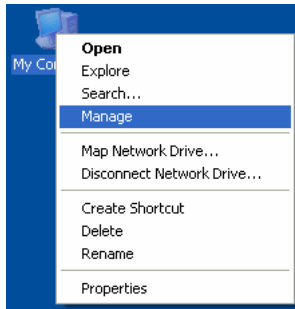 My Co
Open
Explore
Search...
Manage
Map Network Drive...
Disconnect Network Drive...
Create Shortcut
Delete
Rename
Properties